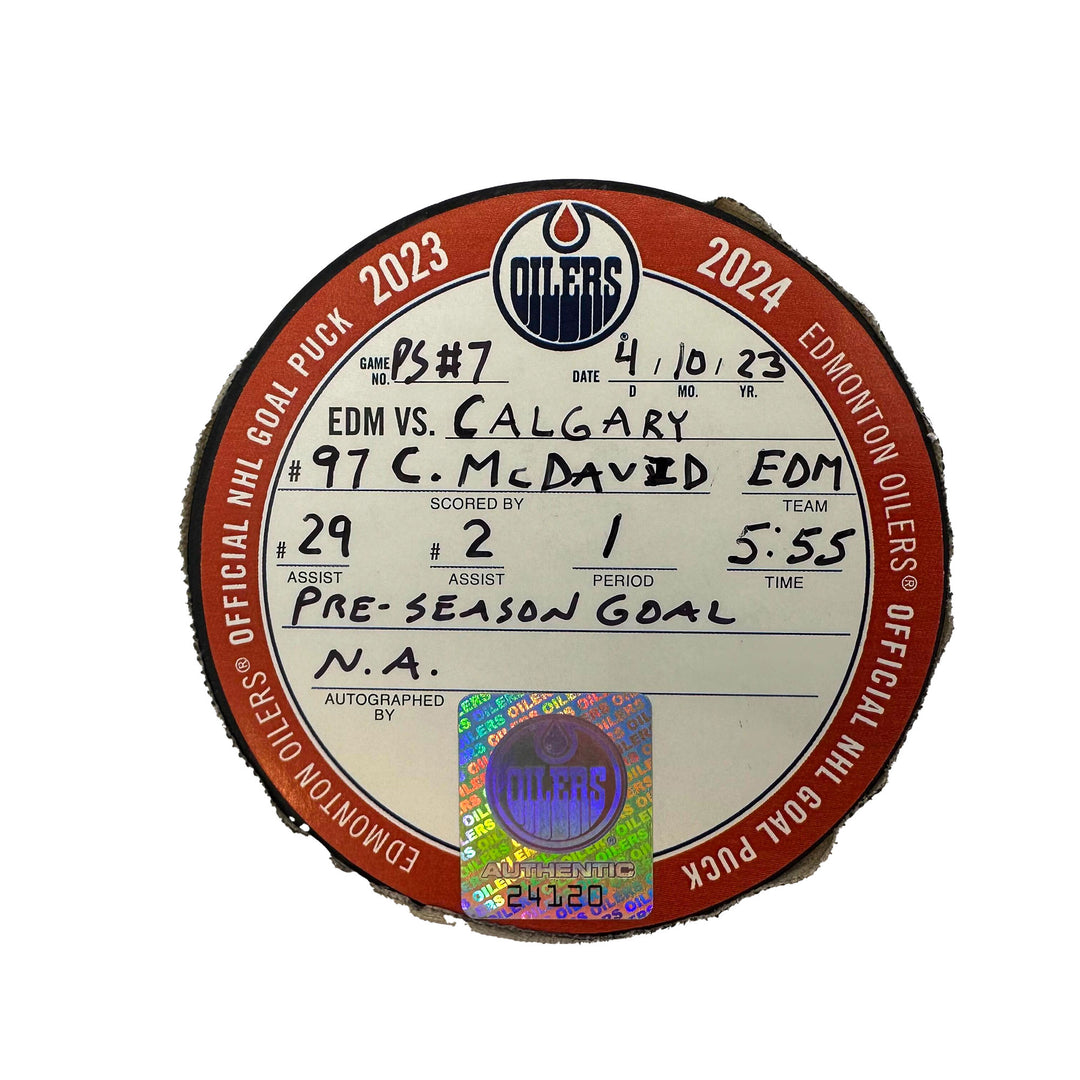 2023 2024
EDMONTON OILERS® OFFICIAL NHL GOAL PUCK
EDMONTON OILERS® OFFICIAL NHL GOAL PUCK
OILERS
GAME NO. PS#7 DATE 4/10/23
D MO. YR.
EDM VS. CALGARY
#97 C. McDAVID EDM
SCORED BY TEAM
#29 #2 1 5:55
ASSIST ASSIST PERIOD TIME
PRE-SEASON GOAL
N.A.
AUTOGRAPHED
BY
OILERS
AUTHENTIC
24120